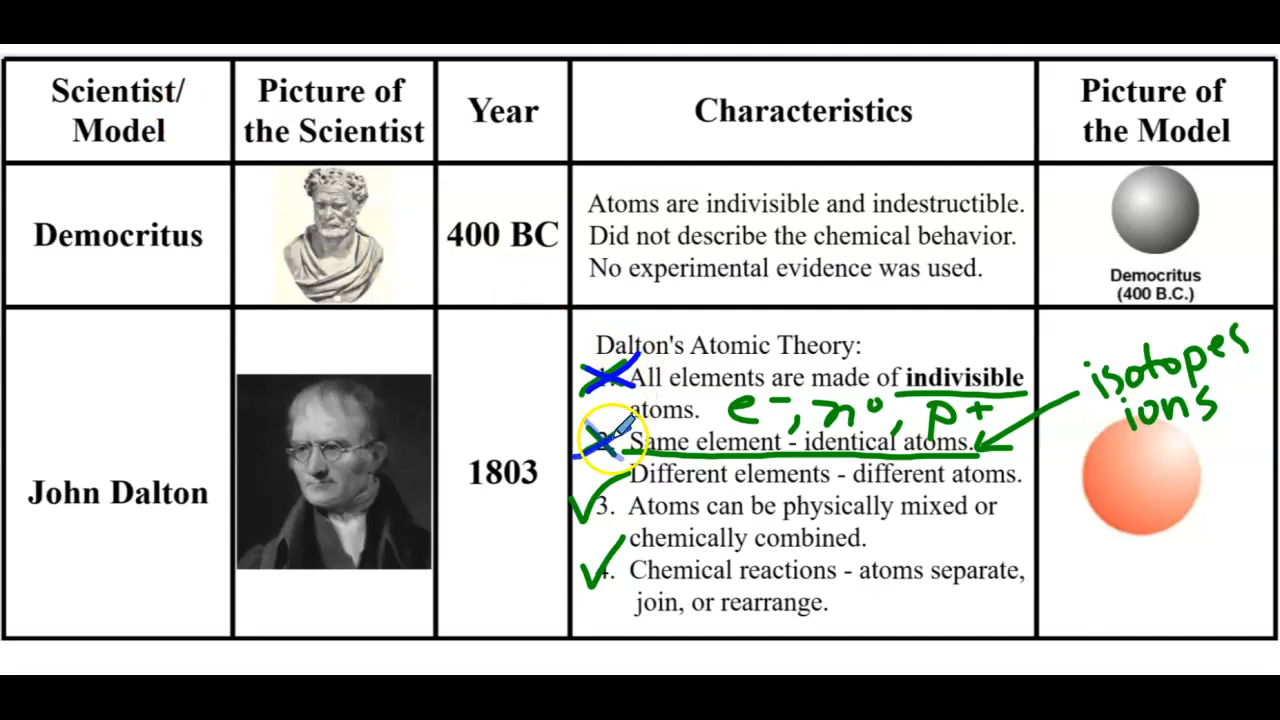 Scientist/
Model
Picture of
the Scientist
Year
Characteristics
Picture of
the Model
Democritus
400 BC
Atoms are indivisible and indestructible.
Did not describe the chemical behavior.
No experimental evidence was used.
Democritus
(400 B.C.)
John Dalton
1803
Dalton's Atomic Theory:
1. All elements are made of indivisible
atoms. e⁻, n⁰, p+
2. Same element - identical atoms.
Different elements - different atoms.
3. Atoms can be physically mixed or
chemically combined.
4. Chemical reactions - atoms separate,
join, or rearrange.
isotopes
ions